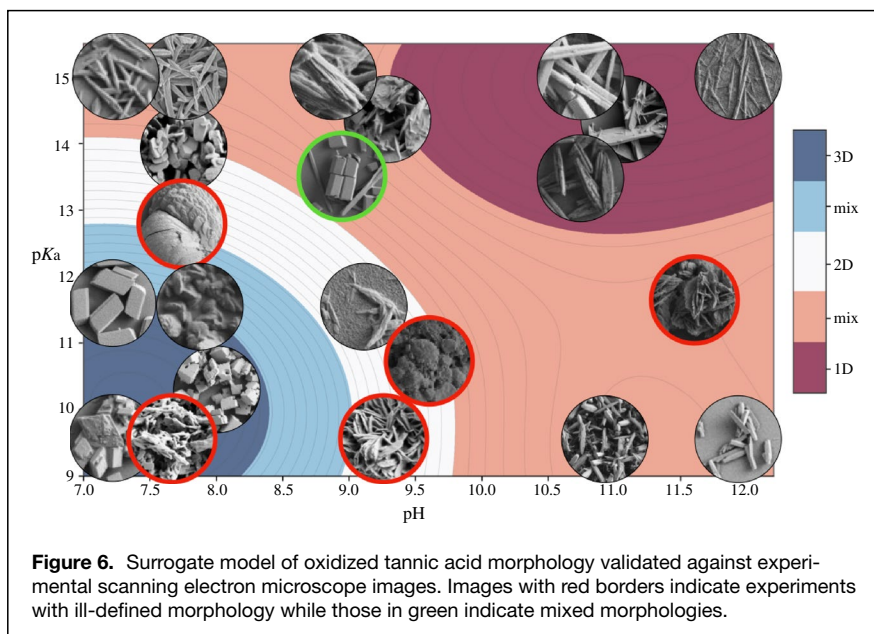 15
14
13
pKa
12
11
10
9
7.0 7.5 8.0 8.5 9.0 9.5 10.0 10.5 11.0 11.5 12.0
pH
3D
mix
2D
mix
1D
Figure 6. Surrogate model of oxidized tannic acid morphology validated against experi-
mental scanning electron microscope images. Images with red borders indicate experiments
with ill-defined morphology while those in green indicate mixed morphologies.